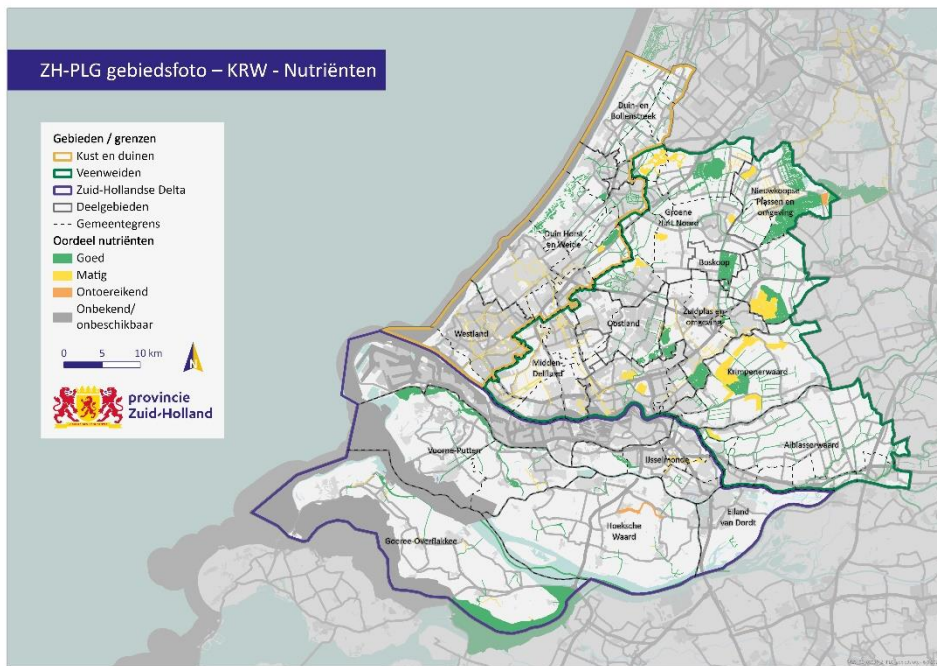 ZH-PLG gebiedsfoto – KRW - Nutriënten
Gebieden / grenzen
Kust en duinen
Veenweiden
Zuid-Hollandse Delta
Deelgebieden
Gemeentegrens
Oordeel nutriënten
Goed
Matig
Ontoereikend
Onbekend/
onbeschikbaar
0 5 10 km
N
provincie
Zuid-Holland
Duin- en
Bollenstreek
Nieuwkoopse
Plassen en
omgeving
Groene
Hart Noord
Duin Horst
en Weide
Boskoop
Zuidplas en
omgeving
Oostland
Westland
Midden-
Delfland
Krimpenerwaard
Alblasserwaard
Voorne-Putten
IJsselmonde
Eiland
van Dordt
Hoeksche
Waard
Goeree-Overflakkee